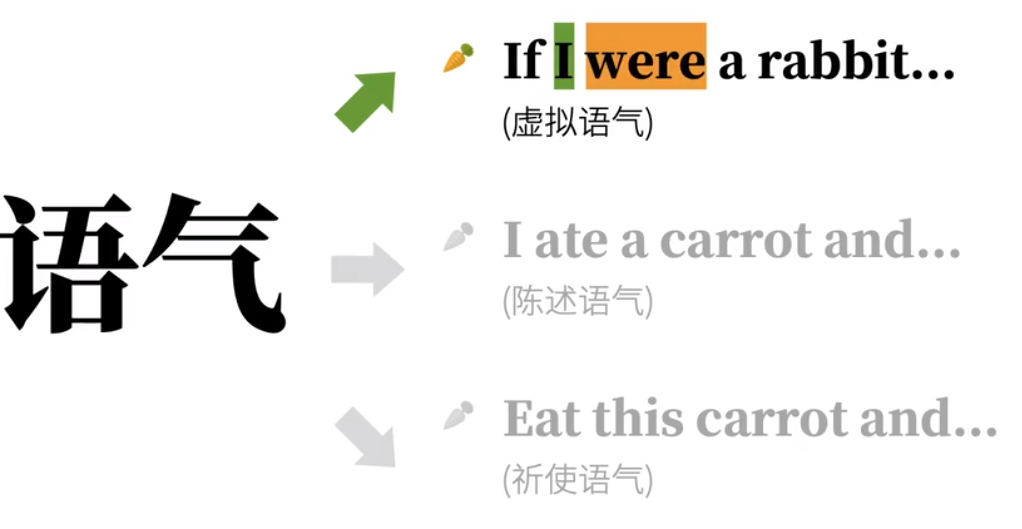 语气
If I were a rabbit...
(虚拟语气)
I ate a carrot and...
(陈述语气)
Eat this carrot and...
(祈使语气)